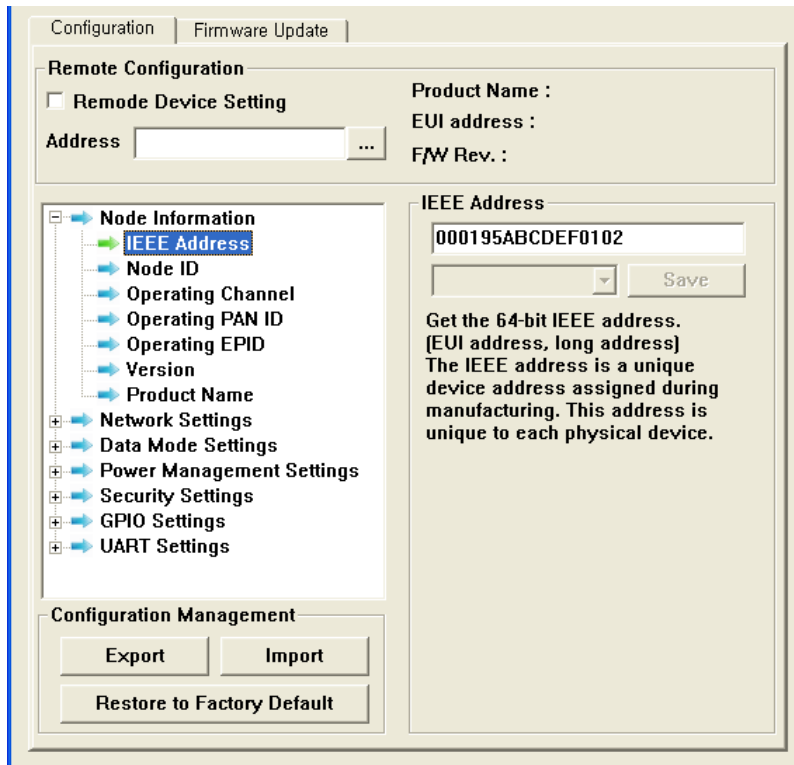 Configuration
Firmware Update
Remote Configuration
Remode Device Setting
Address
...
Product Name :
EUI address :
F/W Rev. :
Node Information
IEEE Address
Node ID
Operating Channel
Operating PAN ID
Operating EPID
Version
Product Name
Network Settings
Data Mode Settings
Power Management Settings
Security Settings
GPIO Settings
UART Settings
Configuration Management
Export
Import
Restore to Factory Default
IEEE Address
000195ABCDEF0102
Save
Get the 64-bit IEEE address.
(EUI address, long address)
The IEEE address is a unique
device address assigned during
manufacturing. This address is
unique to each physical device.